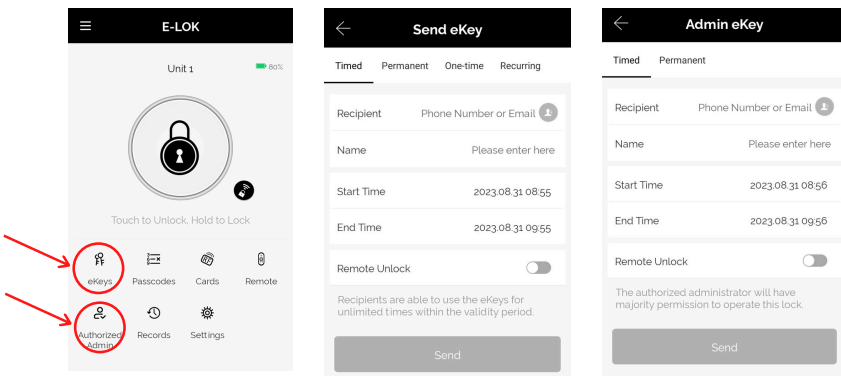 E-LOK
Unit 1
80%
Touch to Unlock, Hold to Lock
eKeys
Passcodes
Cards
Remote
Authorized
Admin
Records
Settings
Send eKey
Timed
Permanent
One-time
Recurring
Recipient
Phone Number or Email
Name
Please enter here
Start Time
2023.08.31 08:55
End Time
2023.08.31 09:55
Remote Unlock
Recipients are able to use the eKeys for
unlimited times within the validity period.
Send
Admin eKey
Timed
Permanent
Recipient
Phone Number or Email
Name
Please enter here
Start Time
2023.08.31 08:56
End Time
2023.08.31 09:56
Remote Unlock
The authorized administrator will have
majority permission to operate this lock.
Send